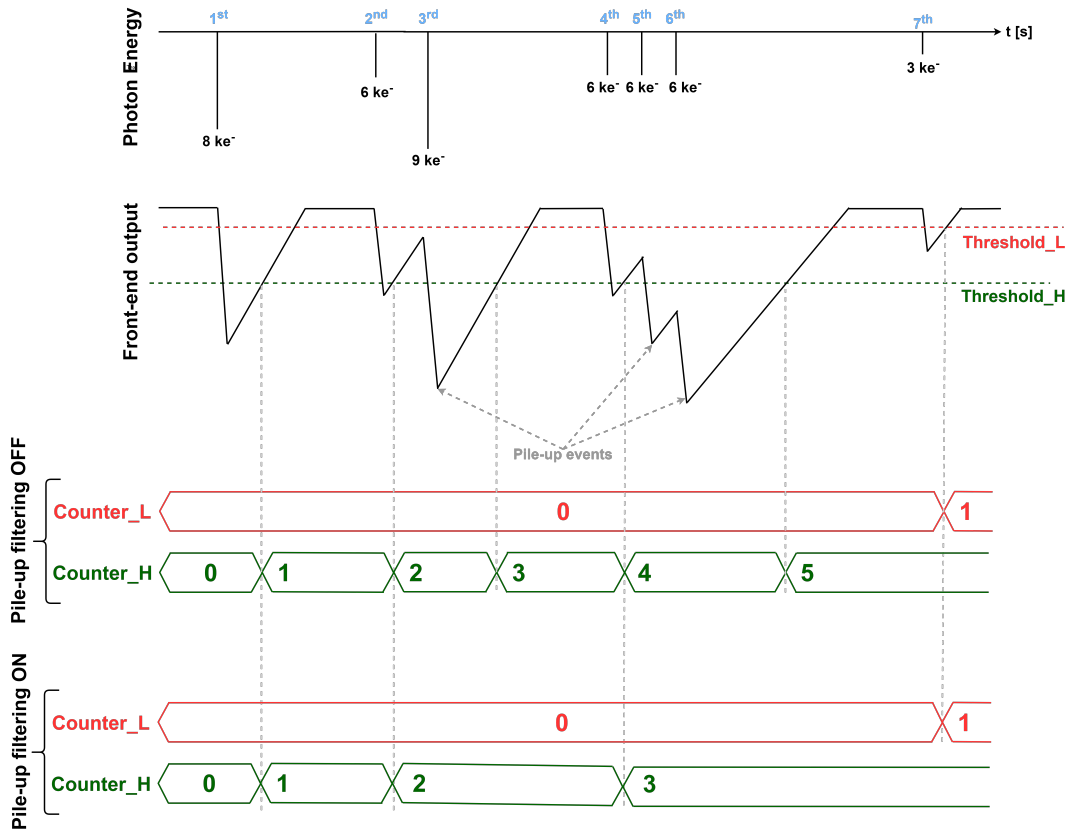 Photon Energy
1st 2nd 3rd 4th 5th 6th 7th
t [s]
8 ke-
6 ke-
9 ke-
6 ke- 6 ke- 6 ke-
3 ke-
Front-end output
Threshold_L
Threshold_H
Pile-up events
Pile-up filtering OFF
Counter_L 0 1
Counter_H 0 1 2 3 4 5
Pile-up filtering ON
Counter_L 0 1
Counter_H 0 1 2 3